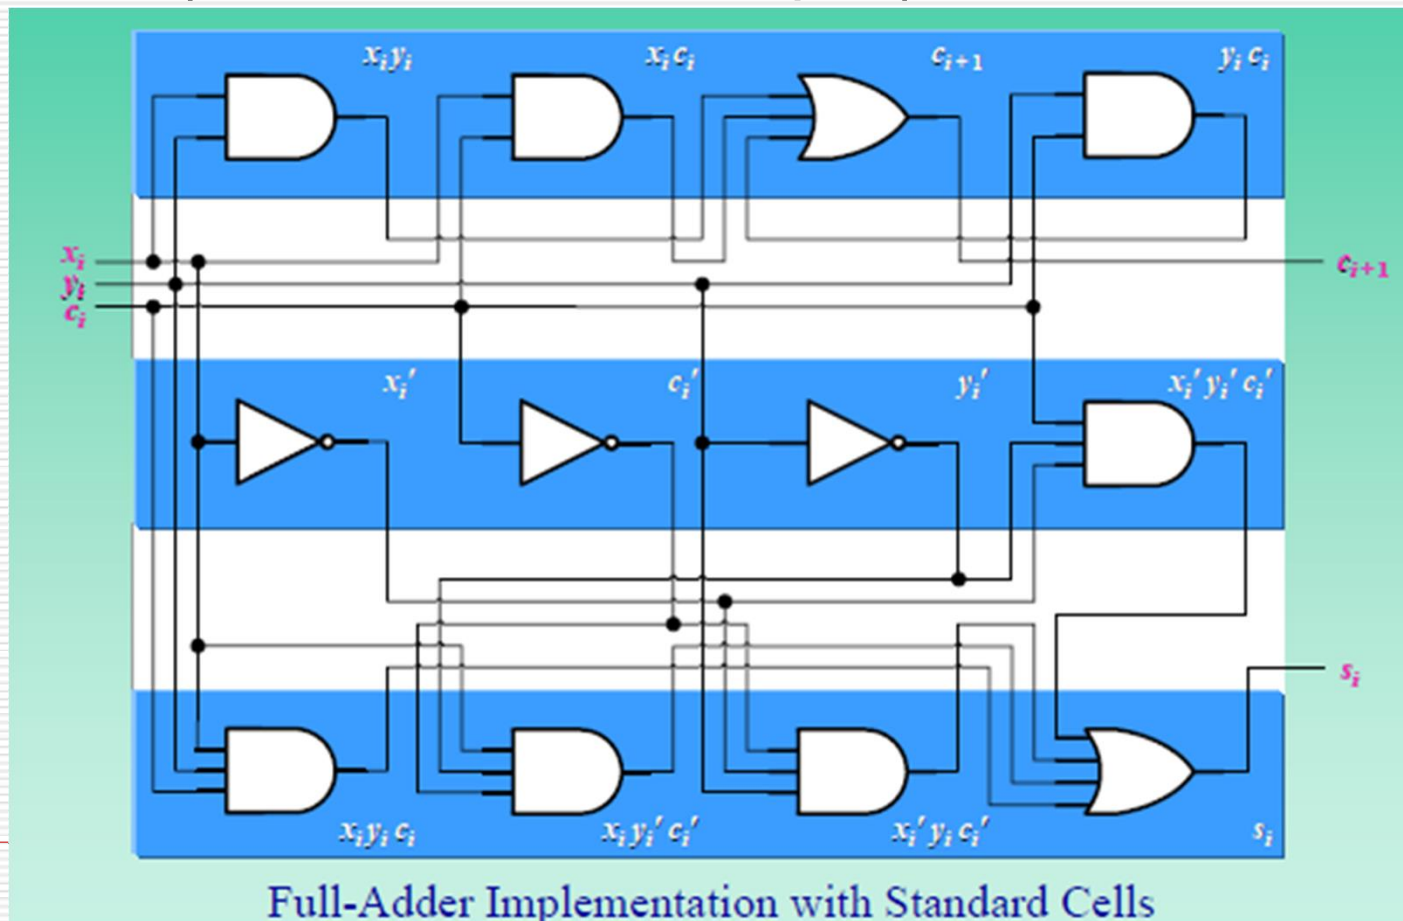 xᵢyᵢ xᵢcᵢ cᵢ₊₁ yᵢcᵢ
xᵢ
yᵢ
cᵢ
cᵢ₊₁
xᵢ′ cᵢ′ yᵢ′ xᵢ′yᵢ′cᵢ′
sᵢ
xᵢyᵢcᵢ xᵢyᵢ′cᵢ′ xᵢ′yᵢcᵢ′ sᵢ
Full-Adder Implementation with Standard Cells